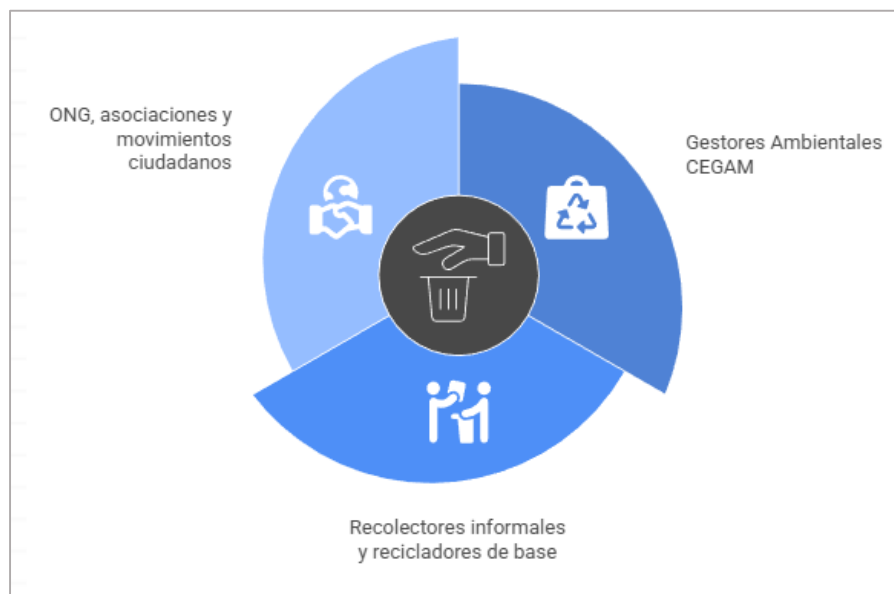 ONG, asociaciones y
movimientos
ciudadanos
Gestores Ambientales
CEGAM
Recolectores informales
y recicladores de base